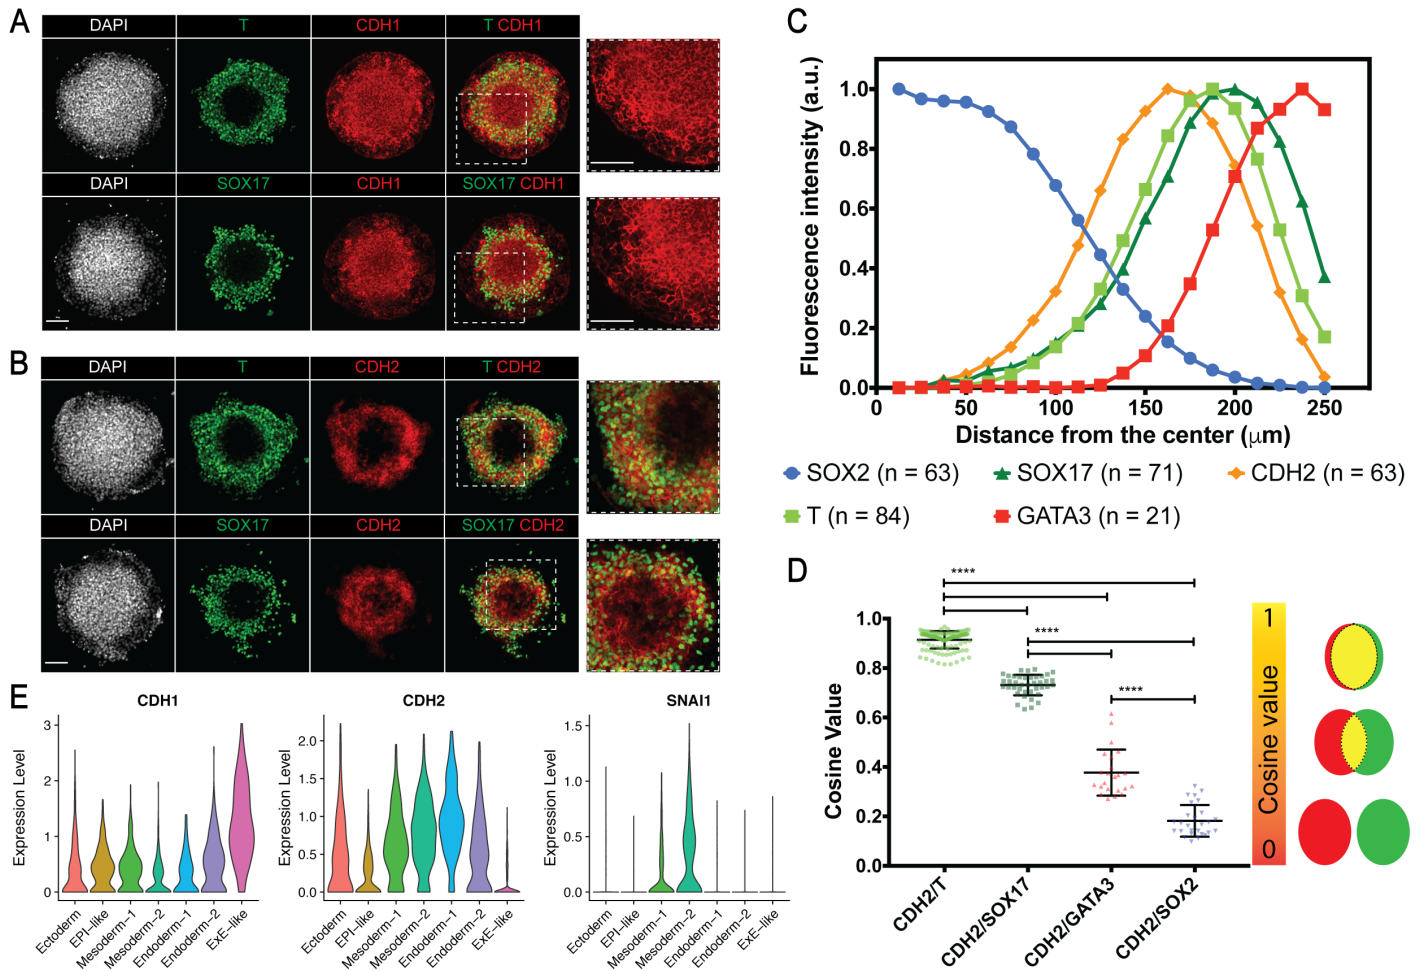 A
DAPI T CDH1 T CDH1
DAPI SOX17 CDH1 SOX17 CDH1
B
DAPI T CDH2 T CDH2
DAPI SOX17 CDH2 SOX17 CDH2
C
Fluorescence intensity (a.u.)
1.0
0.8
0.6
0.4
0.2
0.0
0 50 100 150 200 250
Distance from the center (μm)
SOX2 (n = 63) SOX17 (n = 71) CDH2 (n = 63)
T (n = 84) GATA3 (n = 21)
D
****
****
****
Cosine Value
1.0
0.8
0.6
0.4
0.2
0.0
CDH2/T CDH2/SOX17 CDH2/GATA3 CDH2/SOX2
1
Cosine value
0
E
CDH1
Expression Level
3
2
1
0
Ectoderm EPI-like Mesoderm-1 Mesoderm-2 Endoderm-1 Endoderm-2 ExE-like
CDH2
Expression Level
2.0
1.5
1.0
0.5
0.0
Ectoderm EPI-like Mesoderm-1 Mesoderm-2 Endoderm-1 Endoderm-2 ExE-like
SNAI1
Expression Level
1.5
1.0
0.5
0.0
Ectoderm EPI-like Mesoderm-1 Mesoderm-2 Endoderm-1 Endoderm-2 ExE-like